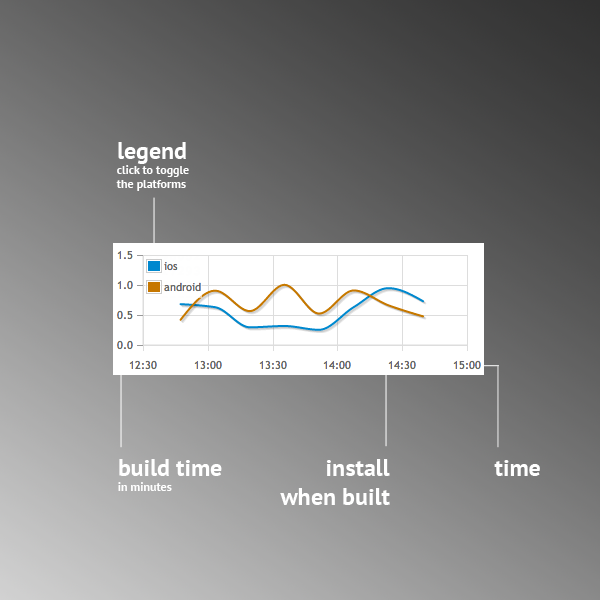 legend
click to toggle
the platforms
1.5
ios
1.0
android
0.5
0.0
12:30 13:00 13:30 14:00 14:30 15:00
build time
in minutes
install
when built
time